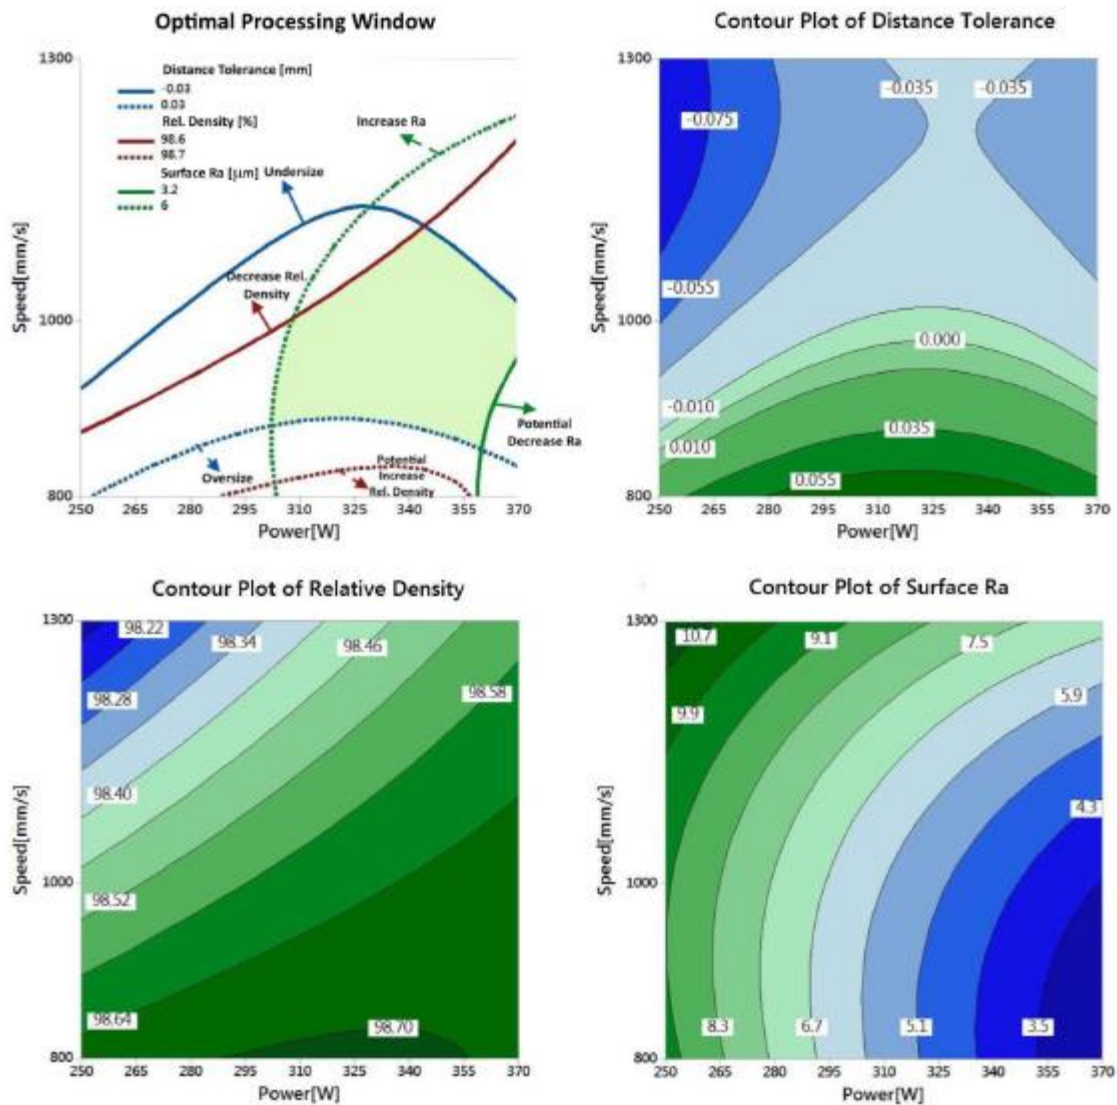 Optimal Processing Window
1300
1000
800
Speed[mm/s]
Distance Tolerance [mm]
-0.03
0.03
Rel. Density [%]
98.6
98.7
Surface Ra [μm]
3.2
6
Undersize
Increase Ra
Decrease Rel.
Density
Oversize
Potential
Increase
Rel. Density
Potential
Decrease Ra
250 265 280 295 310 325 340 355 370
Power[W]
Contour Plot of Distance Tolerance
1300
1000
800
Speed[mm/s]
-0.035 -0.035
-0.075
-0.055
0.000
-0.010
0.010
0.035
0.055
250 265 280 295 310 325 340 355 370
Power[W]
Contour Plot of Relative Density
1300
1000
800
Speed[mm/s]
98.22
98.34
98.46
98.58
98.28
98.40
98.52
98.64
98.70
250 265 280 295 310 325 340 355 370
Power[W]
Contour Plot of Surface Ra
1300
1000
800
Speed[mm/s]
10.7
9.1
7.5
5.9
9.9
4.3
8.3 6.7 5.1 3.5
250 265 280 295 310 325 340 355 370
Power[W]